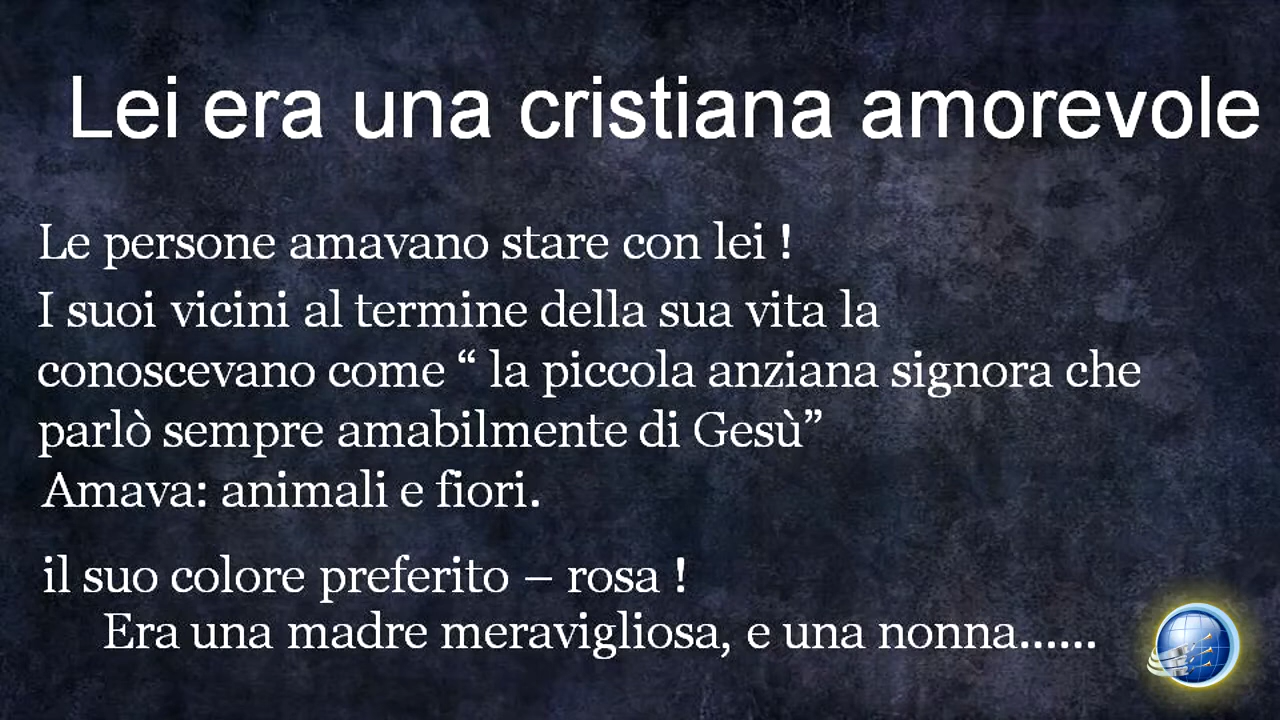 Lei era una cristiana amorevole
Le persone amavano stare con lei !
I suoi vicini al termine della sua vita la
conoscevano come “ la piccola anziana signora che
parlò sempre amabilmente di Gesù”
Amava: animali e fiori.
il suo colore preferito – rosa !
Era una madre meravigliosa, e una nonna......